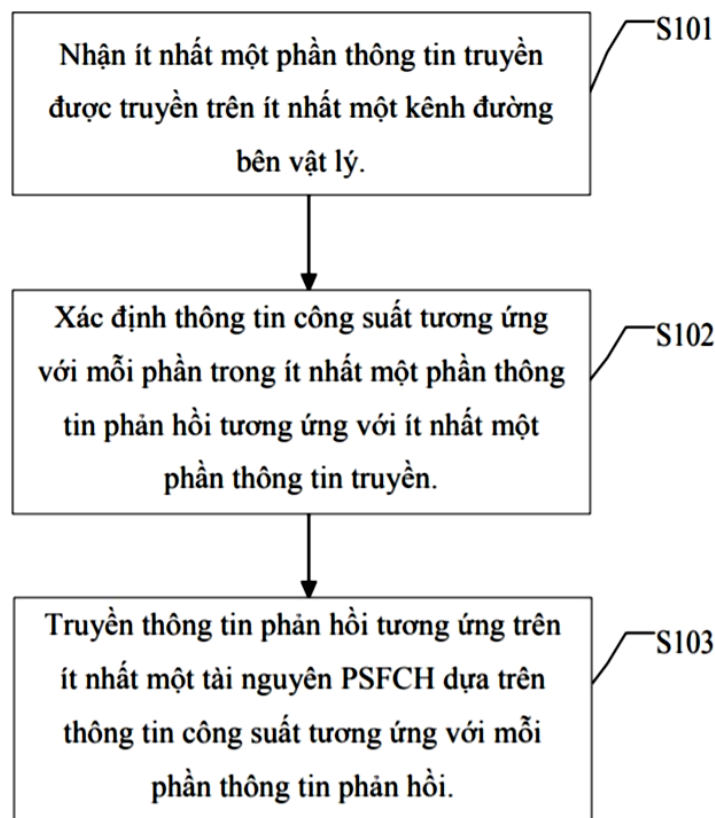 Nhận ít nhất một phần thông tin truyền
được truyền trên ít nhất một kênh đường
bên vật lý.
S101
Xác định thông tin công suất tương ứng
với mỗi phần trong ít nhất một phần thông
tin phản hồi tương ứng với ít nhất một
phần thông tin truyền.
S102
Truyền thông tin phản hồi tương ứng trên
ít nhất một tài nguyên PSFCH dựa trên
thông tin công suất tương ứng với mỗi
phần thông tin phản hồi.
S103